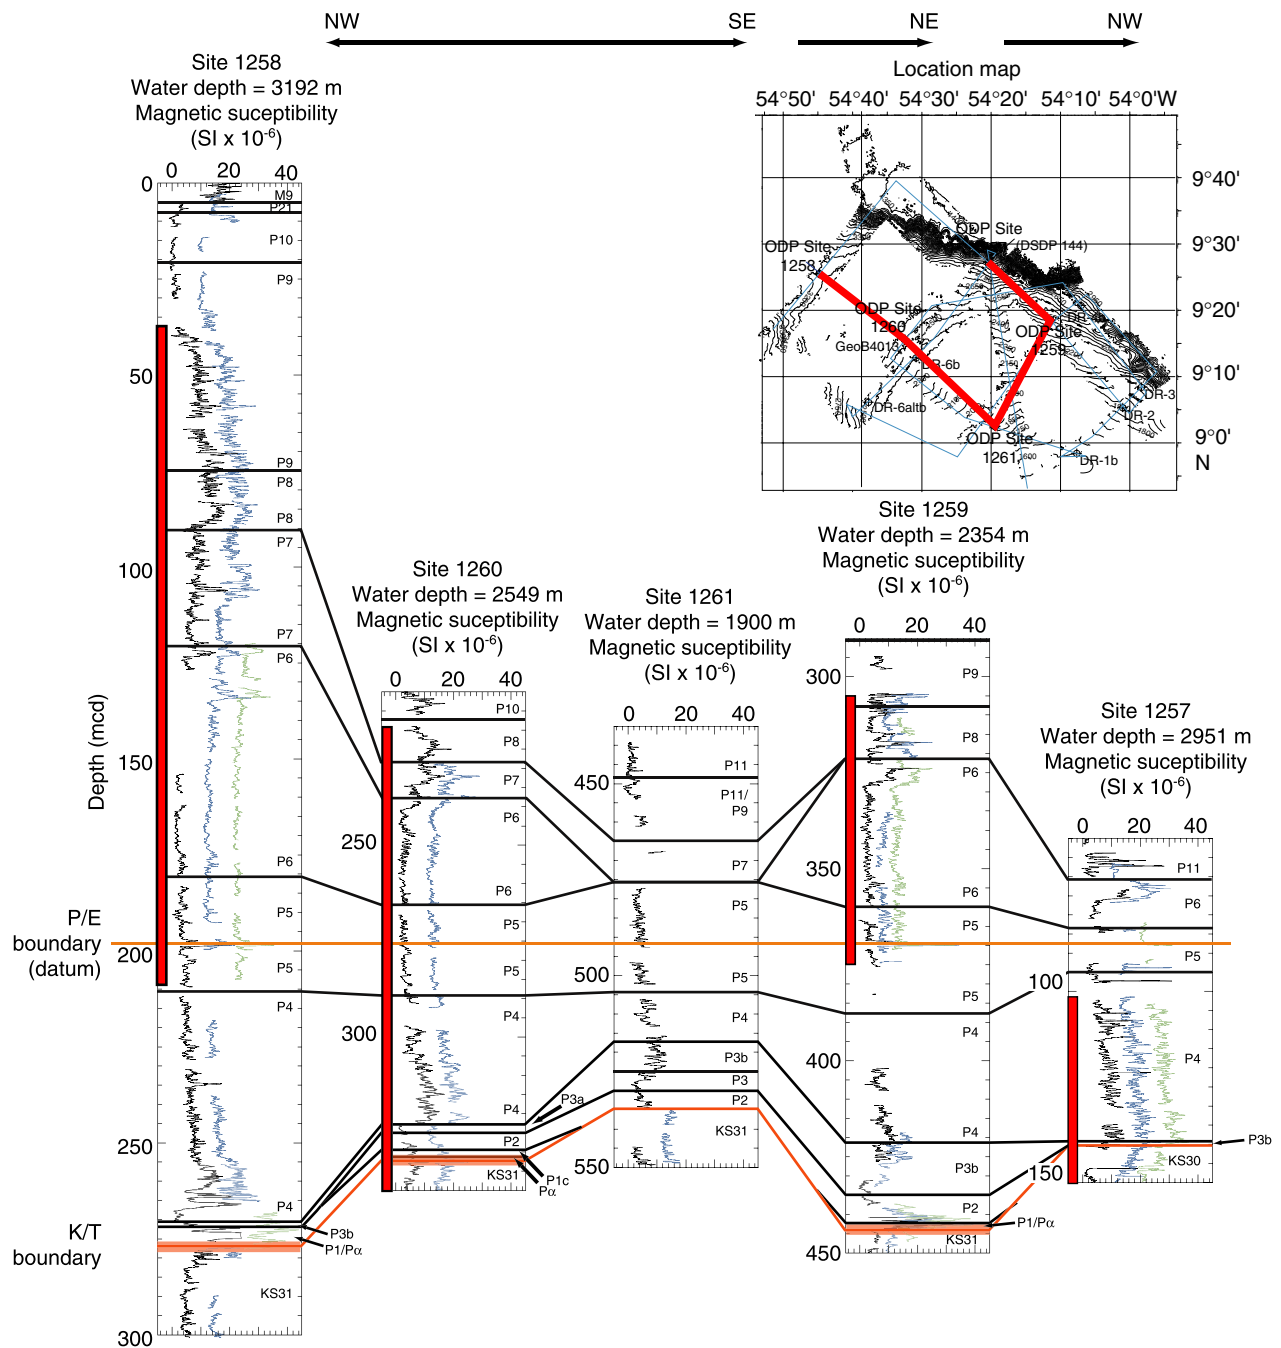 NW
SE
NE
NW
Site 1258
Water depth = 3192 m
Magnetic suceptibility
(SI x 10-6)
0 20 40
Location map
54°50' 54°40' 54°30' 54°20' 54°10' 54°0'W
9°40'
9°30'
9°20'
9°10'
9°0'
N
ODP Site
1258
ODP Site
(DSDP 144)
ODP Site
1260
GeoB4013
DR-6b
DR-6altb
ODP Site
1259
DR-3
DR-2
ODP Site
1261
DR-1b
Depth (mcd)
0
50
100
150
200
250
300
M9
P21
P10
P9
P9
P8
P8
P7
P7
P6
P6
P5
P5
P4
P4
P3b
P1/Pα
KS31
P/E
boundary
(datum)
K/T
boundary
Site 1260
Water depth = 2549 m
Magnetic suceptibility
(SI x 10-6)
0 20 40
250
300
P10
P8
P7
P6
P6
P5
P5
P4
P4
P3a
P2
P1c
Pα
KS31
Site 1261
Water depth = 1900 m
Magnetic suceptibility
(SI x 10-6)
0 20 40
450
500
550
P11
P11/
P9
P7
P5
P5
P4
P3b
P3
P2
KS31
Site 1259
Water depth = 2354 m
Magnetic suceptibility
(SI x 10-6)
0 20 40
300
350
400
450
P9
P8
P6
P6
P5
P5
P4
P4
P3b
P2
P1/Pα
KS31
Site 1257
Water depth = 2951 m
Magnetic suceptibility
(SI x 10-6)
0 20 40
100
150
P11
P6
P5
P4
P3b
KS30